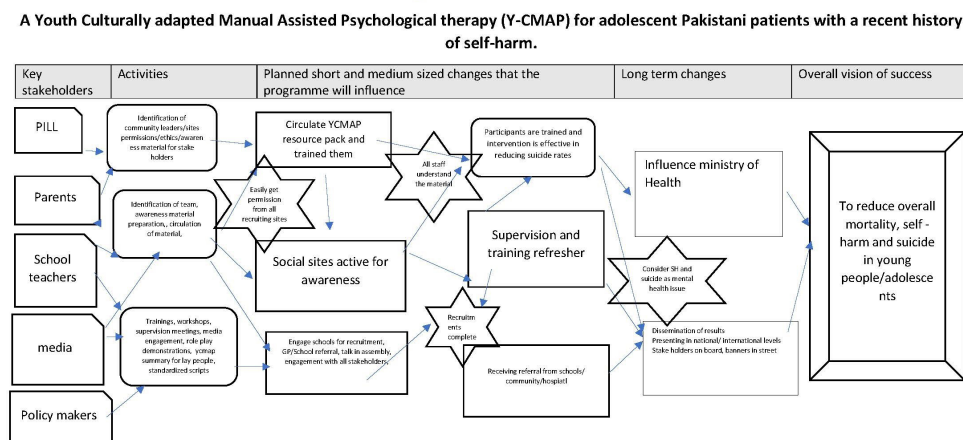 A Youth Culturally adapted Manual Assisted Psychological therapy (Y-CMAP) for adolescent Pakistani patients with a recent history
of self-harm.
Key
stakeholders
Activities
Planned short and medium sized changes that the
programme will influence
Long term changes
Overall vision of success
PILL
Parents
School
teachers
media
Policy makers
Identification of
community leaders/sites
permissions/ethics/awaren
ess material for stake
holders
Identification of team,
awareness material
preparation,, circulation
of material,
Trainings, workshops,
supervision meetings, media
engagement, role play
demonstrations, ycmap
summary for lay people,
standardized scripts
Circulate YCMAP
resource pack and
trained them
Easily get
permission
from all
recruiting sites
Social sites active for
awareness
Engage schools for recruitment,
GP/School referral, talk in assembly,
engagement with all stakeholders,
All staff
understand
the material
Participants are trained and
intervention is effective in
reducing suicide rates
Supervision and
training refresher
Recruitm
ents
complete
Receiving referral from schools/
community/hospiatl
Influence ministry of
Health
Consider SH and
suicide as mental
health issue
Dissemination of results
Presenting in national/ international levels
Stake holders on board, banners in street
To reduce overall
mortality, self -
harm and suicide
in young
people/adolesce
nts